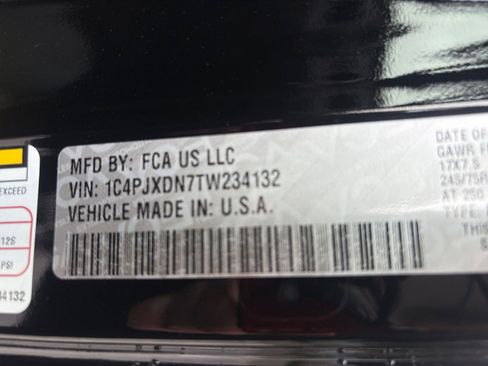 MFD BY: FCA US LLC
VIN: 1C4PJXDN7TW234132
VEHICLE MADE IN: U.S.A.
EXCEED
12S
PSI
34132
DATE OF
GAWR
17X7.5
245/75R
AT 250
TYPE:
THIS